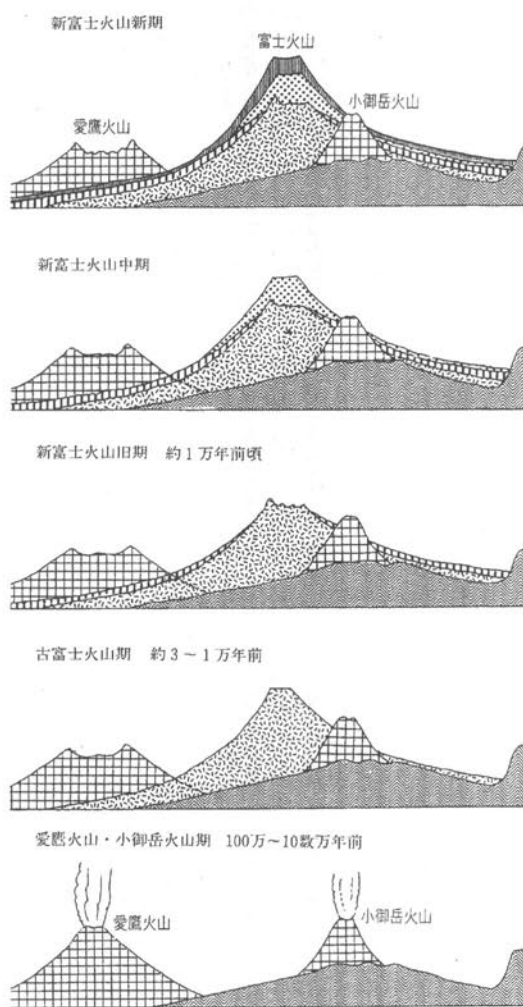 新富士火山新期
富士火山
小御岳火山
愛鷹火山
新富士火山中期
新富士火山旧期 約1万年前頃
古富士火山期 約3~1万年前
愛鷹火山・小御岳火山期 100万~10数万年前
愛鷹火山
小御岳火山